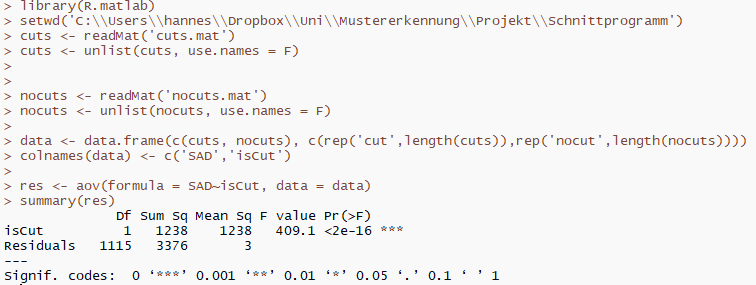 > library(R.matlab)
> setwd('C:\\Users\\hannes\\Dropbox\\Uni\\Mustererkennung\\Projekt\\Schnittprogramm')
> cuts <- readMat('cuts.mat')
> cuts <- unlist(cuts, use.names = F)
>
>
> nocuts <- readMat('nocuts.mat')
> nocuts <- unlist(nocuts, use.names = F)
>
> data <- data.frame(c(cuts, nocuts), c(rep('cut',length(cuts)),rep('nocut',length(nocuts))))
> colnames(data) <- c('SAD','isCut')
>
> res <- aov(formula = SAD~isCut, data = data)
> summary(res)
              Df Sum Sq Mean Sq F value Pr(>F)
isCut          1   1238    1238   409.1 <2e-16 ***
Residuals   1115   3376       3
---
Signif. codes:  0 ‘***’ 0.001 ‘**’ 0.01 ‘*’ 0.05 ‘.’ 0.1 ‘ ’ 1